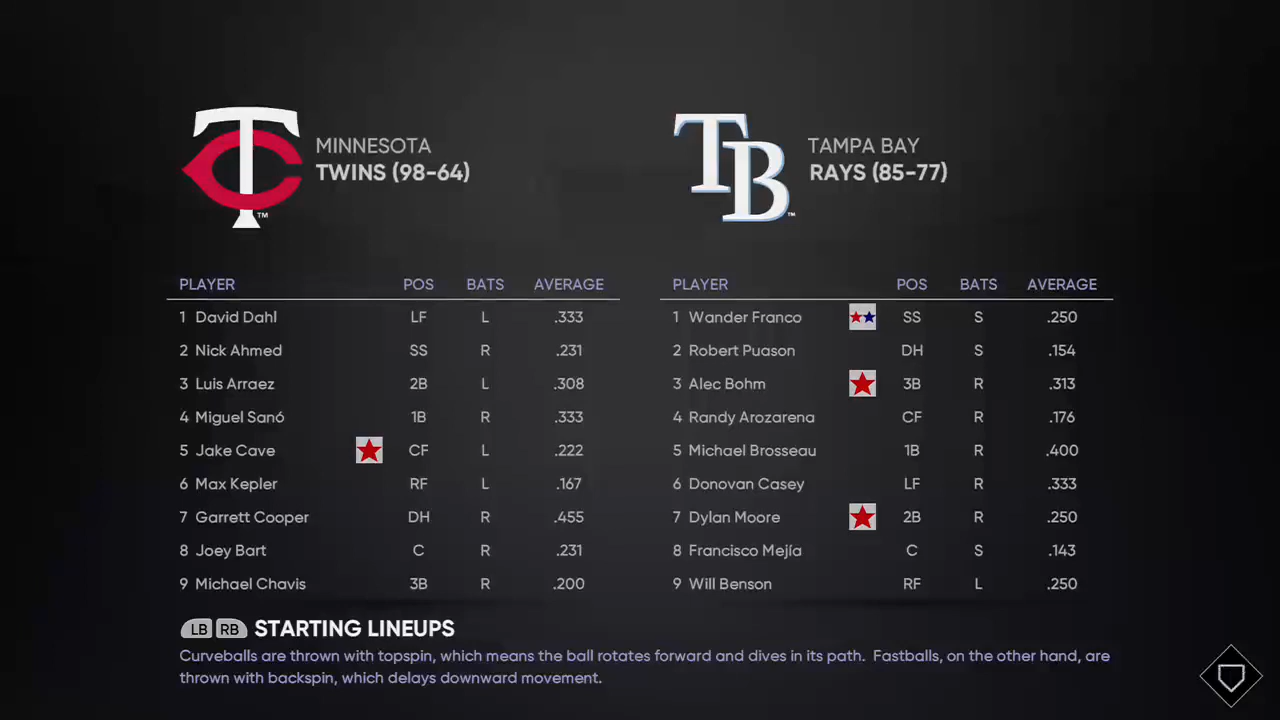 TC™
MINNESOTA
TWINS (98-64)
TB™
TAMPA BAY
RAYS (85-77)
PLAYER POS BATS AVERAGE
1 David Dahl LF L .333
2 Nick Ahmed SS R .231
3 Luis Arraez 2B L .308
4 Miguel Sanó 1B R .333
5 Jake Cave CF L .222
6 Max Kepler RF L .167
7 Garrett Cooper DH R .455
8 Joey Bart C R .231
9 Michael Chavis 3B R .200
PLAYER POS BATS AVERAGE
1 Wander Franco SS S .250
2 Robert Puason DH S .154
3 Alec Bohm 3B R .313
4 Randy Arozarena CF R .176
5 Michael Brosseau 1B R .400
6 Donovan Casey LF R .333
7 Dylan Moore 2B R .250
8 Francisco Mejía C S .143
9 Will Benson RF L .250
LB RB STARTING LINEUPS
Curveballs are thrown with topspin, which means the ball rotates forward and dives in its path. Fastballs, on the other hand, are
thrown with backspin, which delays downward movement.